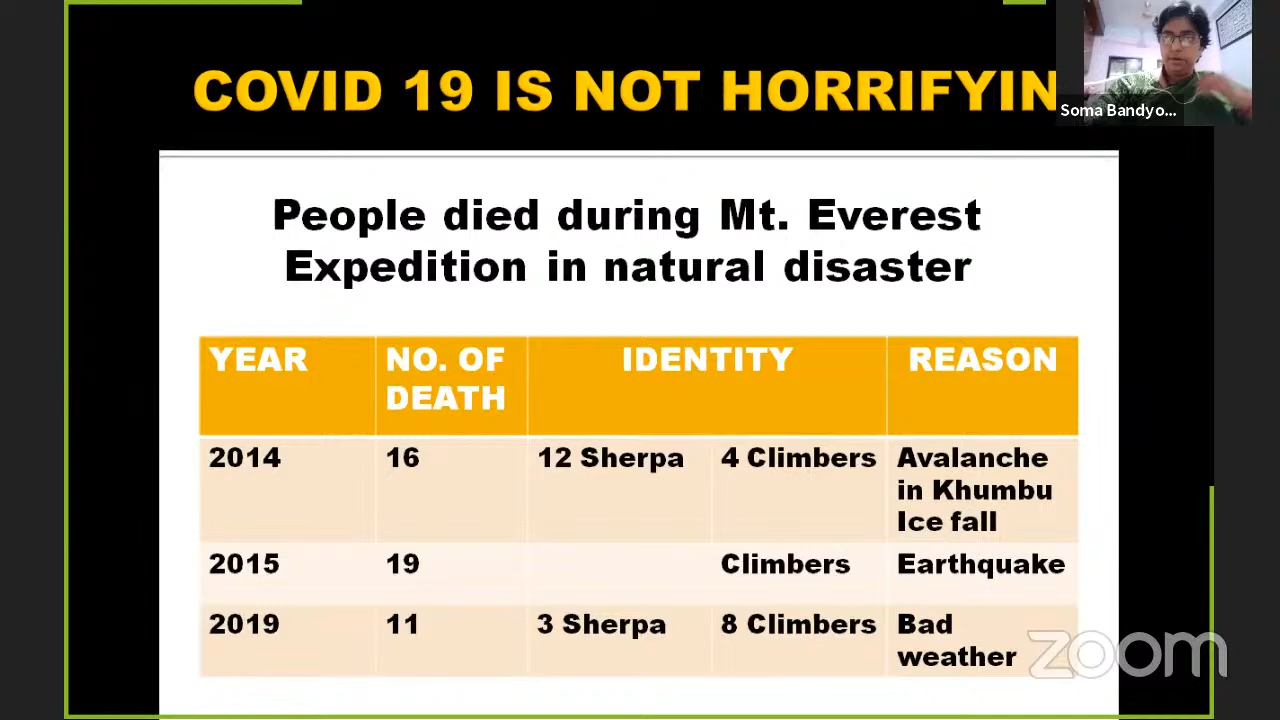 COVID 19 IS NOT HORRIFYIN
Soma Bandyo...
People died during Mt. Everest
Expedition in natural disaster
YEAR NO. OF DEATH IDENTITY REASON
2014 16 12 Sherpa 4 Climbers Avalanche in Khumbu Ice fall
2015 19 Climbers Earthquake
2019 11 3 Sherpa 8 Climbers Bad weather
zoom